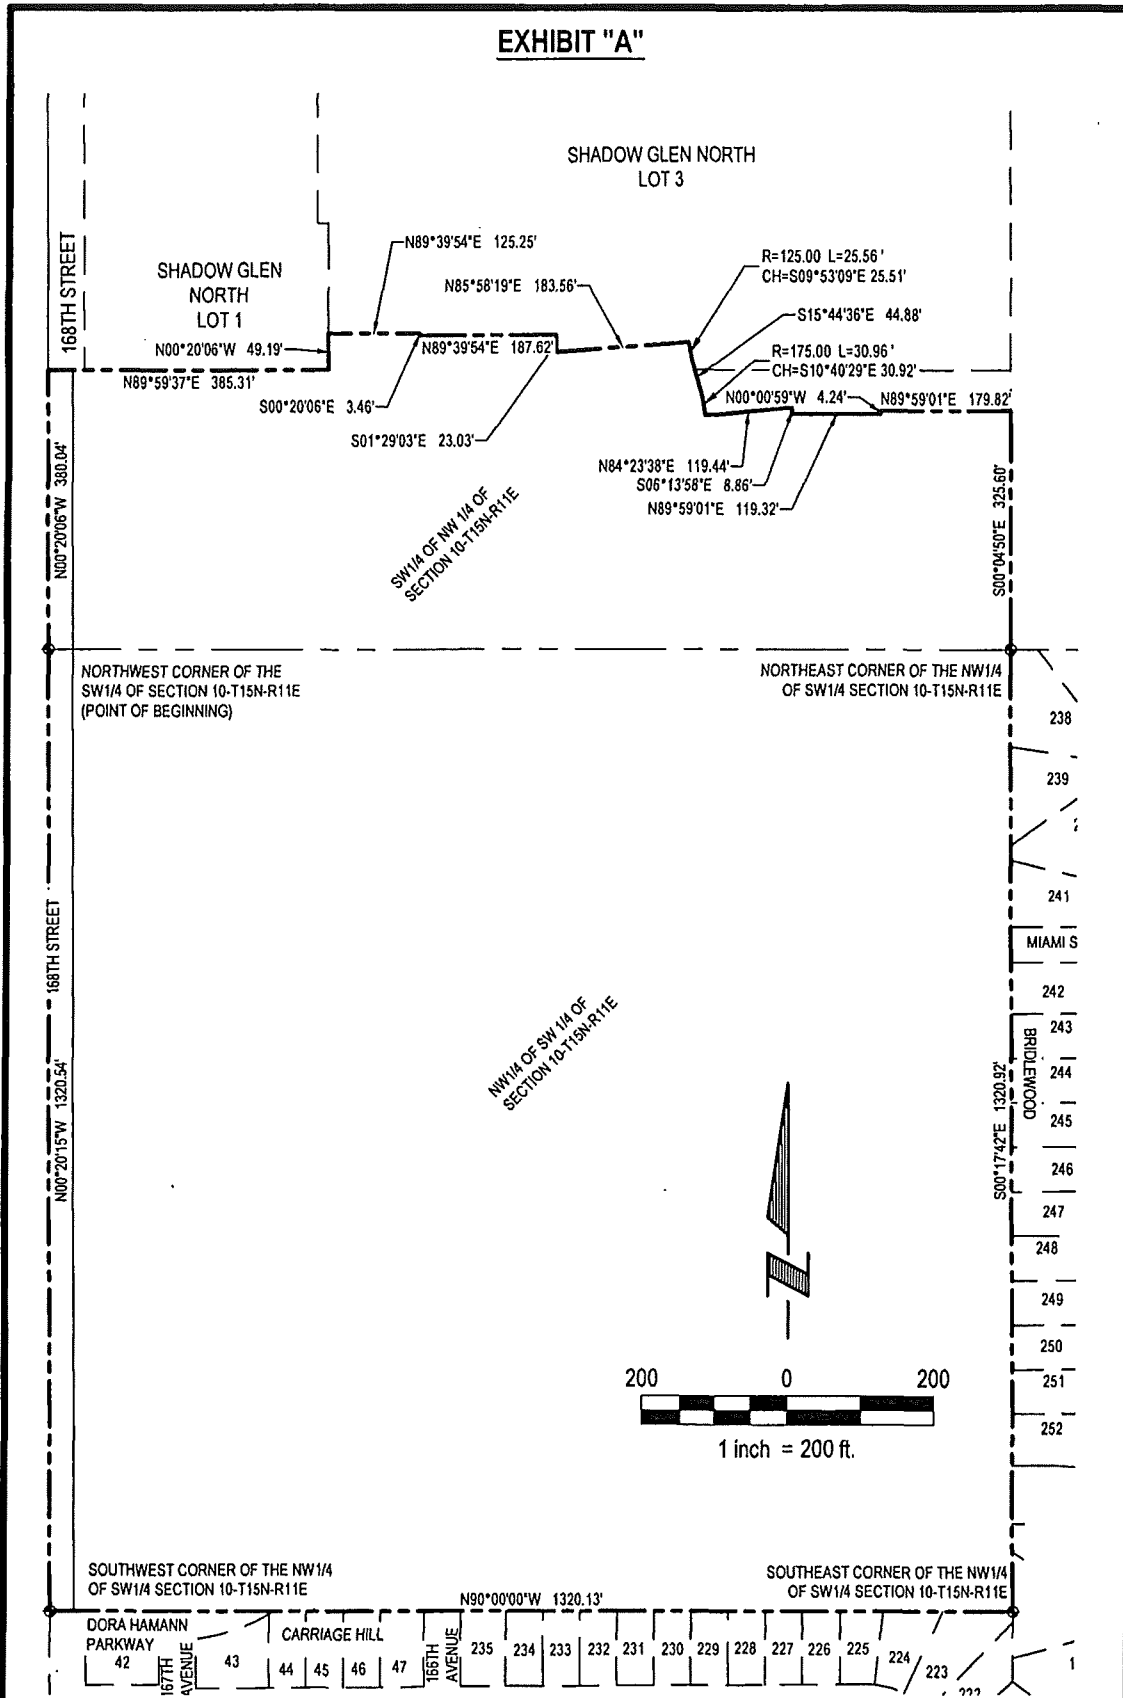 EXHIBIT "A"
SHADOW GLEN NORTH
LOT 3
168TH STREET
SHADOW GLEN
NORTH
LOT 1
N89°39'54"E 125.25'
N85°58'19"E 183.56'
R=125.00 L=25.56'
CH=S09°53'09"E 25.51'
S15°44'36"E 44.88'
N00°20'06"W 49.19'
N89°39'54"E 187.62'
R=175.00 L=30.96'
CH=S10°40'29"E 30.92'
N89°59'37"E 385.31'
N00°00'59"W 4.24'
N89°59'01"E 179.82'
S00°20'06"E 3.46'
S01°29'03"E 23.03'
N84°23'38"E 119.44'
S06°13'58"E 8.86'
N89°59'01"E 119.32'
N00°20'06"W 380.04'
S00°04'50"E 325.60'
SW1/4 OF NW 1/4 OF
SECTION 10-T15N-R11E
NORTHWEST CORNER OF THE
SW1/4 OF SECTION 10-T15N-R11E
(POINT OF BEGINNING)
NORTHEAST CORNER OF THE NW1/4
OF SW1/4 SECTION 10-T15N-R11E
238
239
241
MIAMI S
242
243
BRIDLEWOOD
244
245
246
247
248
249
250
251
252
168TH STREET
N00°20'15"W 1320.54'
NW1/4 OF SW 1/4 OF
SECTION 10-T15N-R11E
S00°17'42"E 1320.92'
200 0 200
1 inch = 200 ft.
SOUTHWEST CORNER OF THE NW1/4
OF SW1/4 SECTION 10-T15N-R11E
SOUTHEAST CORNER OF THE NW1/4
OF SW1/4 SECTION 10-T15N-R11E
N90°00'00"W 1320.13'
DORA HAMANN
PARKWAY
CARRIAGE HILL
42
167TH
AVENUE
43
44
45
46
47
166TH
AVENUE
235
234
233
232
231
230
229
228
227
226
225
224
223